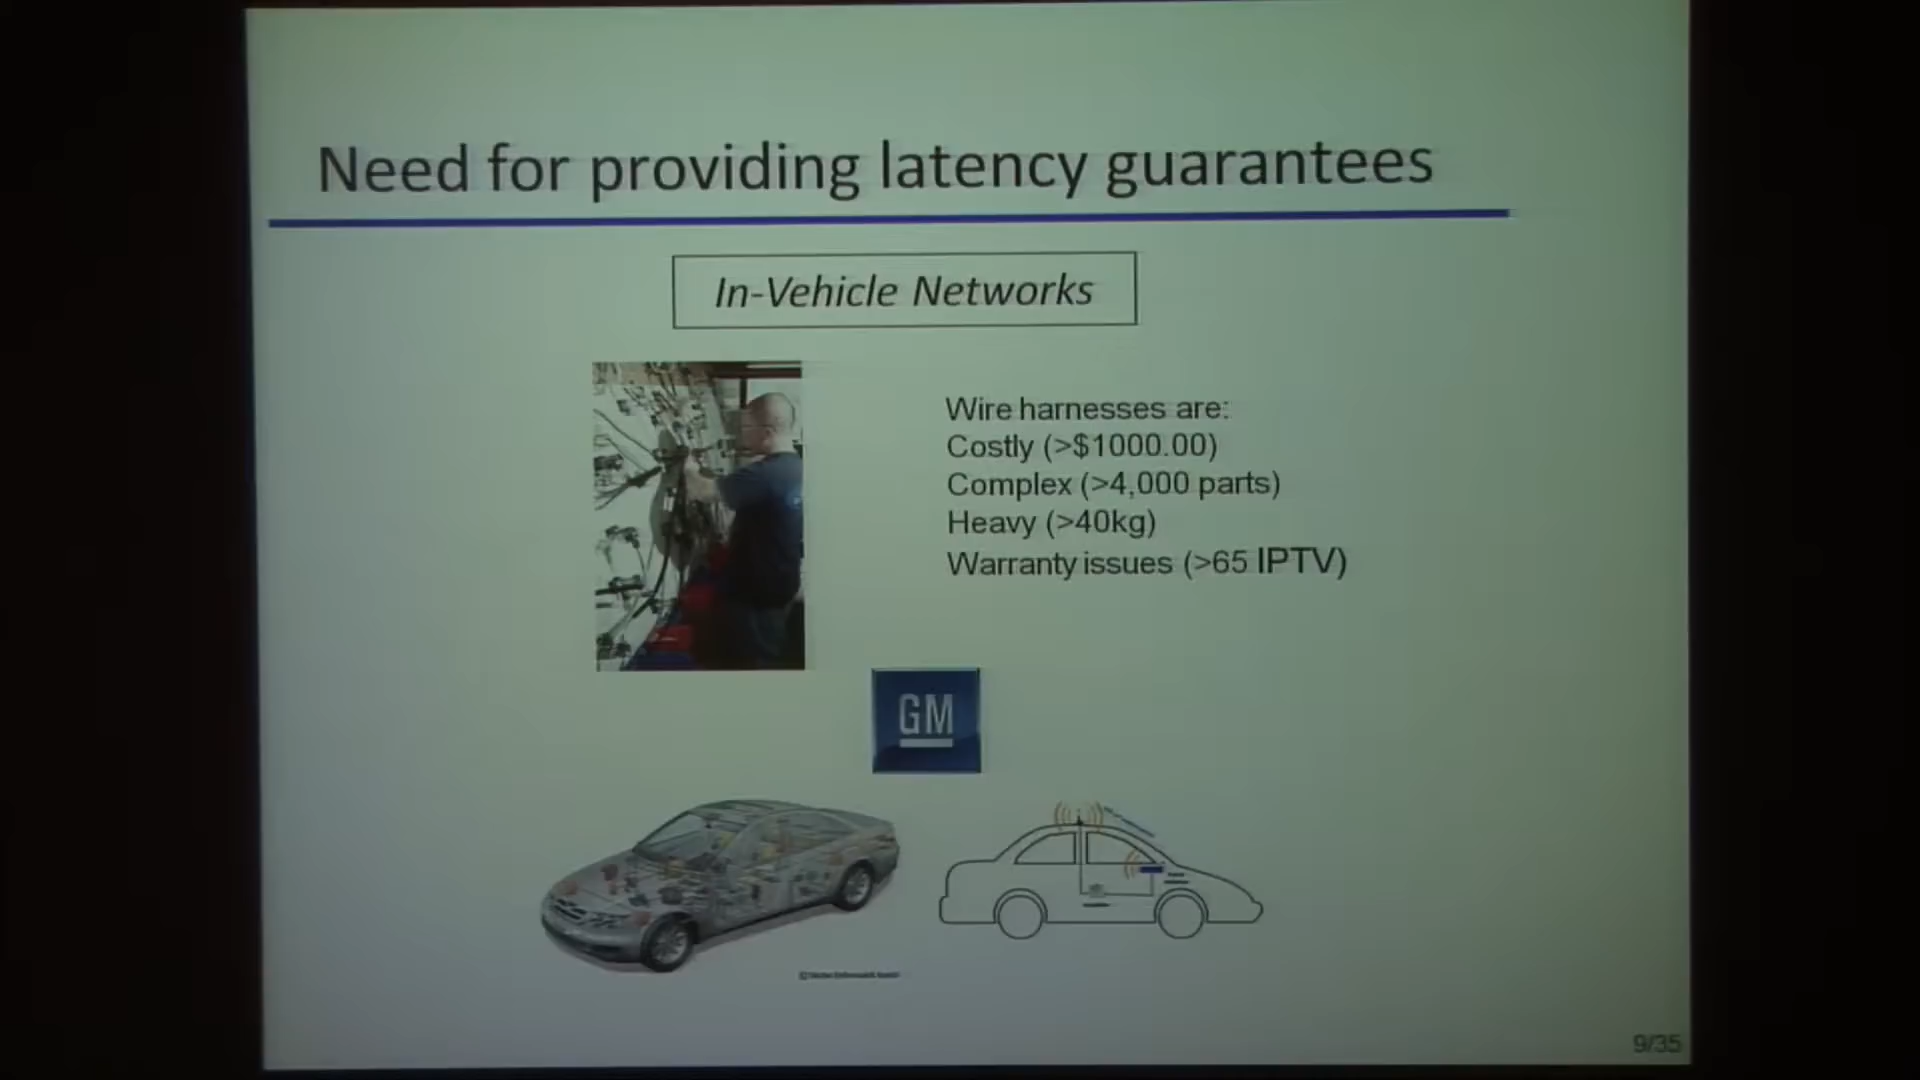 Need for providing latency guarantees
In-Vehicle Networks
Wire harnesses are:
Costly (>$1000.00)
Complex (>4,000 parts)
Heavy (>40kg)
Warranty issues (>65 IPTV)
GM
9/35